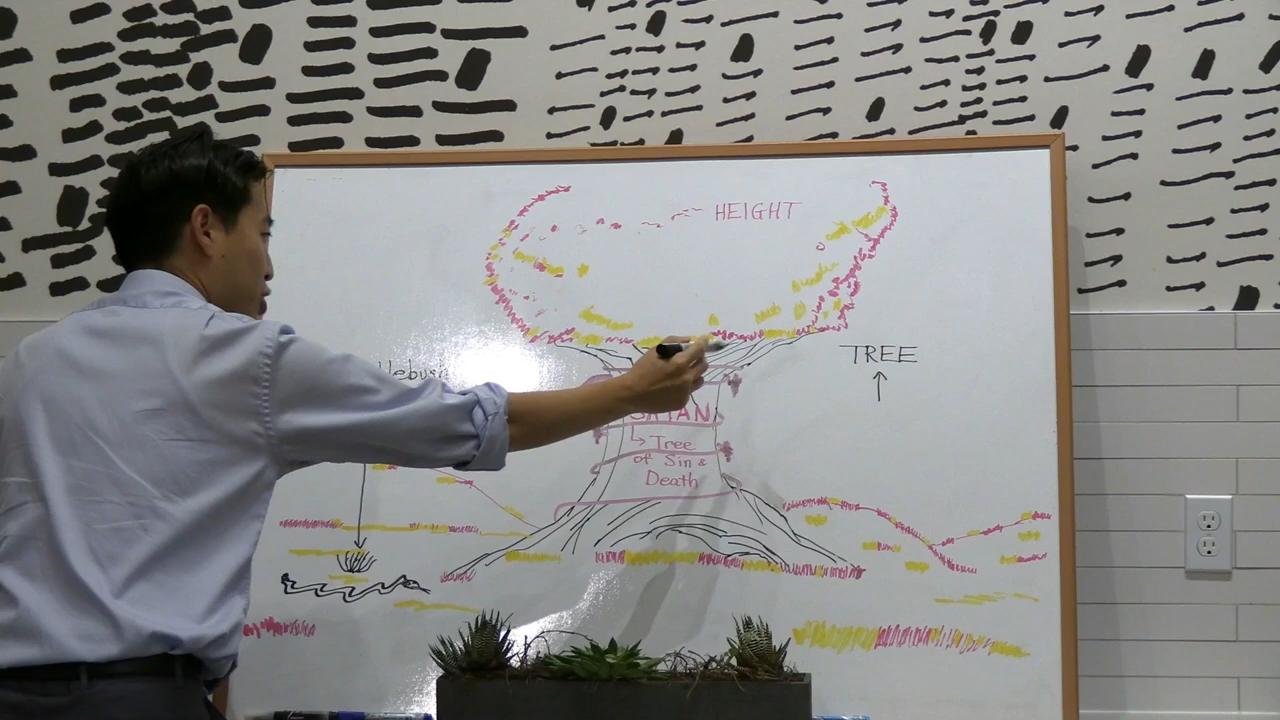 HEIGHT
TREE
SATAN
↳ Tree
of Sin &
Death